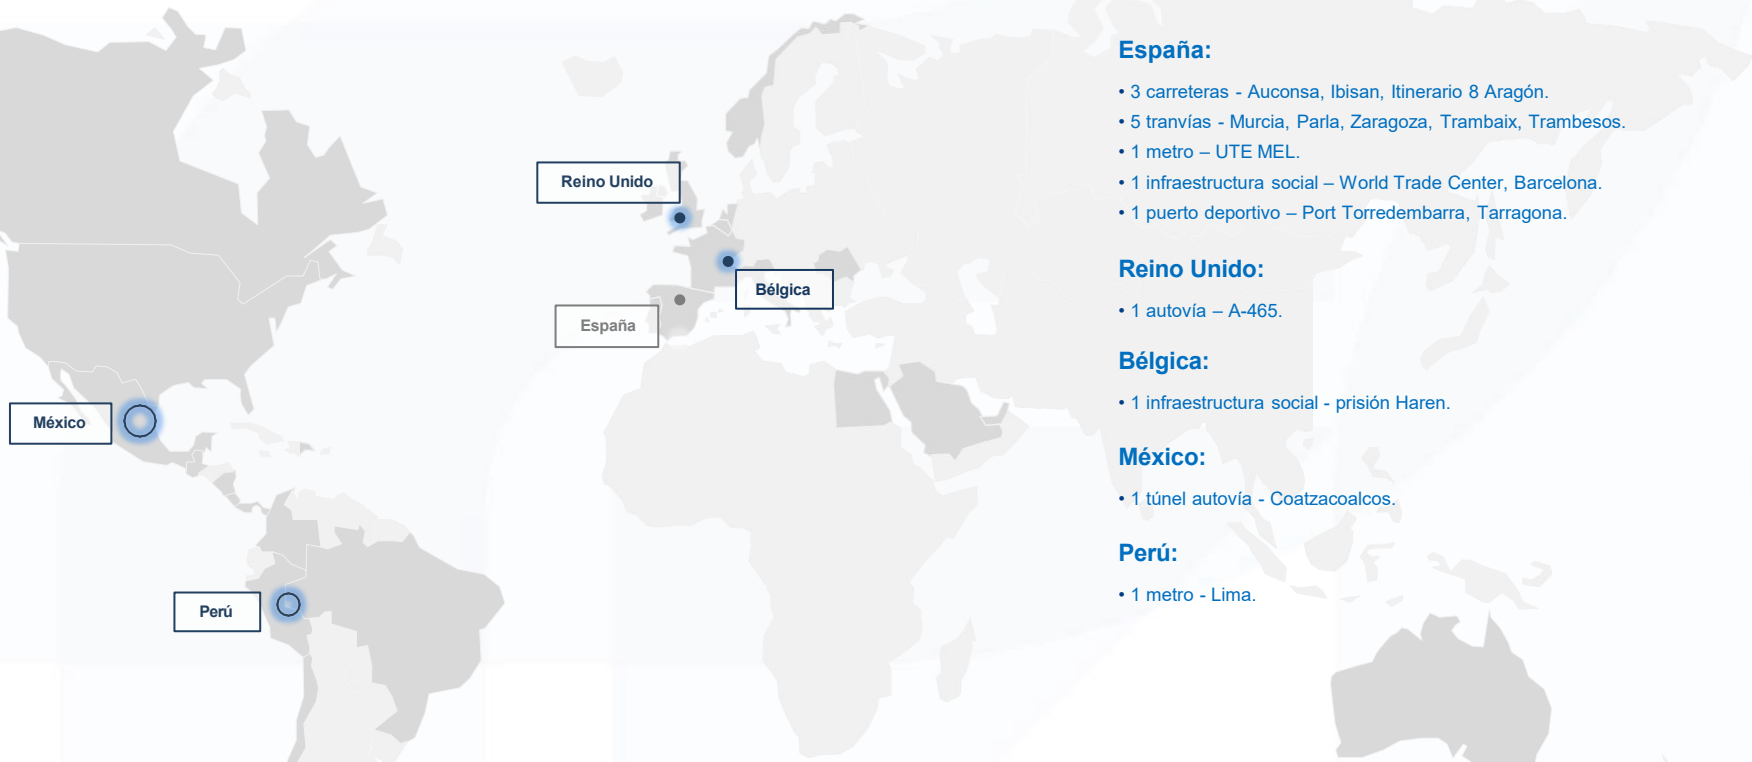 España:
• 3 carreteras - Auconsa, Ibisan, Itinerario 8 Aragón.
• 5 tranvías - Murcia, Parla, Zaragoza, Trambaix, Trambesos.
• 1 metro – UTE MEL.
• 1 infraestructura social – World Trade Center, Barcelona.
• 1 puerto deportivo – Port Torredembarra, Tarragona.
Reino Unido:
• 1 autovía – A-465.
Bélgica:
• 1 infraestructura social - prisión Haren.
México:
• 1 túnel autovía - Coatzacoalcos.
Perú:
• 1 metro - Lima.
Reino Unido
Bélgica
España
México
Perú